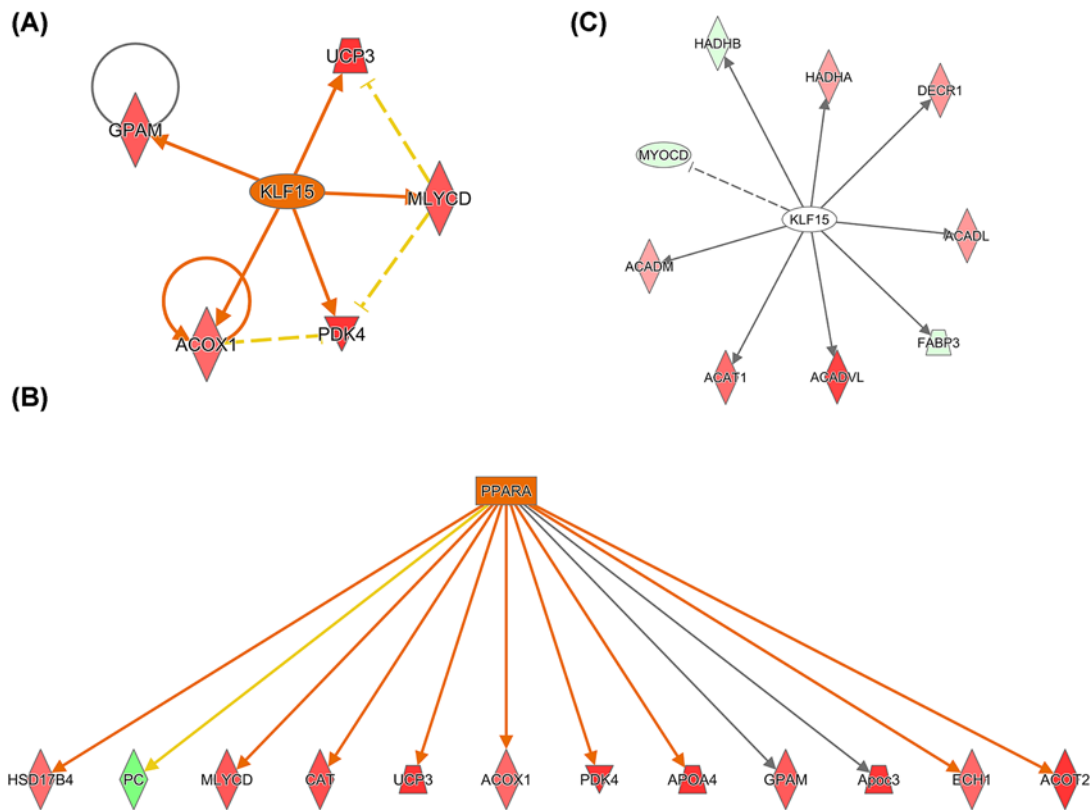 (A)
UCP3
GPAM
KLF15
MLYCD
ACOX1
PDK4
(C)
HADHB
HADHA
DECR1
MYOCD
KLF15
ACADL
ACADM
FABP3
ACAT1
ACADVL
(B)
PPARA
HSD17B4
PC
MLYCD
CAT
UCP3
ACOX1
PDK4
APOA4
GPAM
Apoc3
ECH1
ACOT2